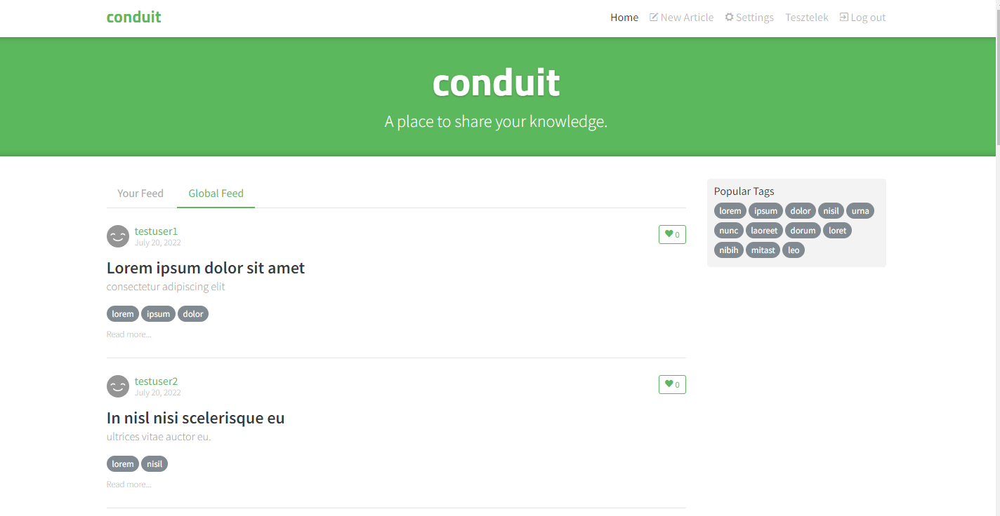 conduit
Home New Article Settings Tesztelek Log out
conduit
A place to share your knowledge.
Your Feed Global Feed
testuser1
July 20, 2022
0
Lorem ipsum dolor sit amet
consectetur adipiscing elit
lorem ipsum dolor
Read more...
testuser2
July 20, 2022
0
In nisl nisi scelerisque eu
ultrices vitae auctor eu.
lorem nisil
Read more...
Popular Tags
lorem ipsum dolor nisil urna
nunc laoreet dorum loret
nibih mitast leo